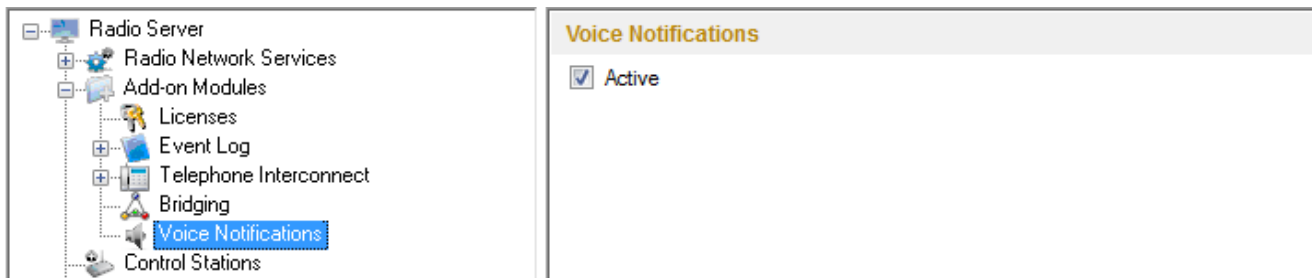 Radio Server
Radio Network Services
Add-on Modules
Licenses
Event Log
Telephone Interconnect
Bridging
Voice Notifications
Control Stations
Voice Notifications
Active